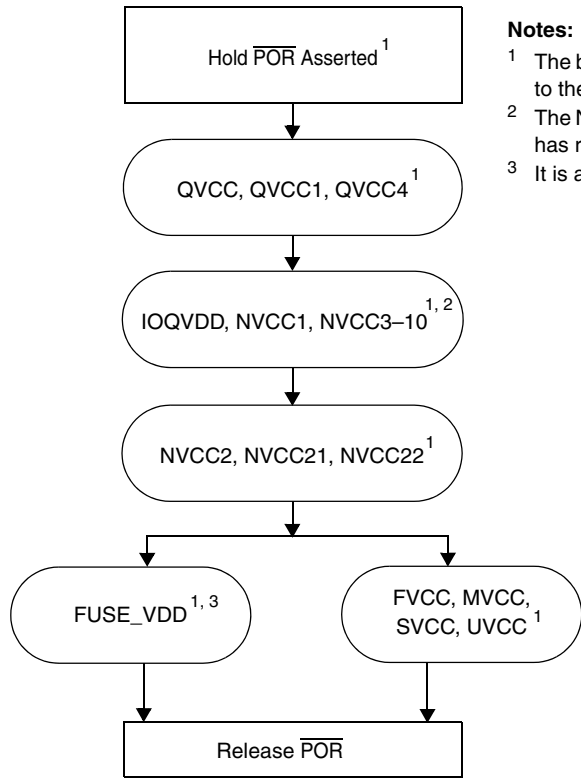 Hold POR Asserted 1
QVCC, QVCC1, QVCC4 1
IOQVDD, NVCC1, NVCC3–10 1, 2
NVCC2, NVCC21, NVCC22 1
FUSE_VDD 1, 3
FVCC, MVCC,
SVCC, UVCC 1
Release POR
Notes:
1 The b
to the
2 The N
has r
3 It is a